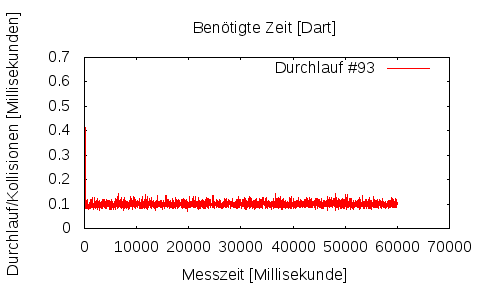 Benötigte Zeit [Dart]
Durchlauf #93
Durchlauf/Kollisionen [Millisekunden]
0.7
0.6
0.5
0.4
0.3
0.2
0.1
0
0 10000 20000 30000 40000 50000 60000 70000
Messzeit [Millisekunde]